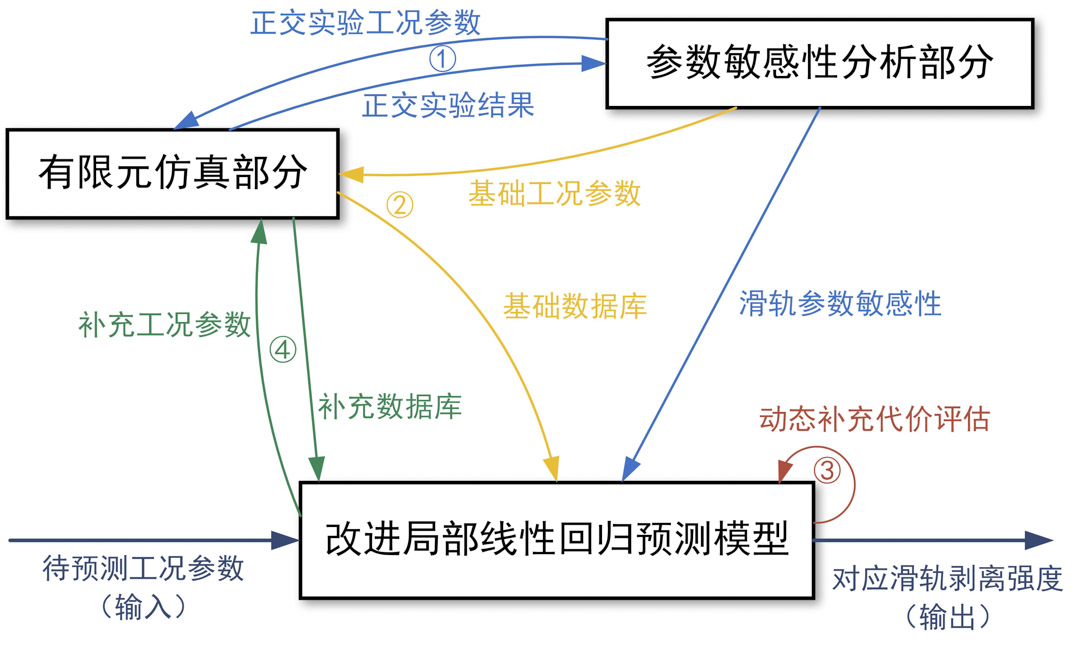 正交实验工况参数
①
参数敏感性分析部分
正交实验结果
有限元仿真部分
基础工况参数
②
基础数据库
滑轨参数敏感性
补充工况参数
④
补充数据库
动态补充代价评估
③
改进局部线性回归预测模型
待预测工况参数
（输入）
对应滑轨剥离强度
（输出）